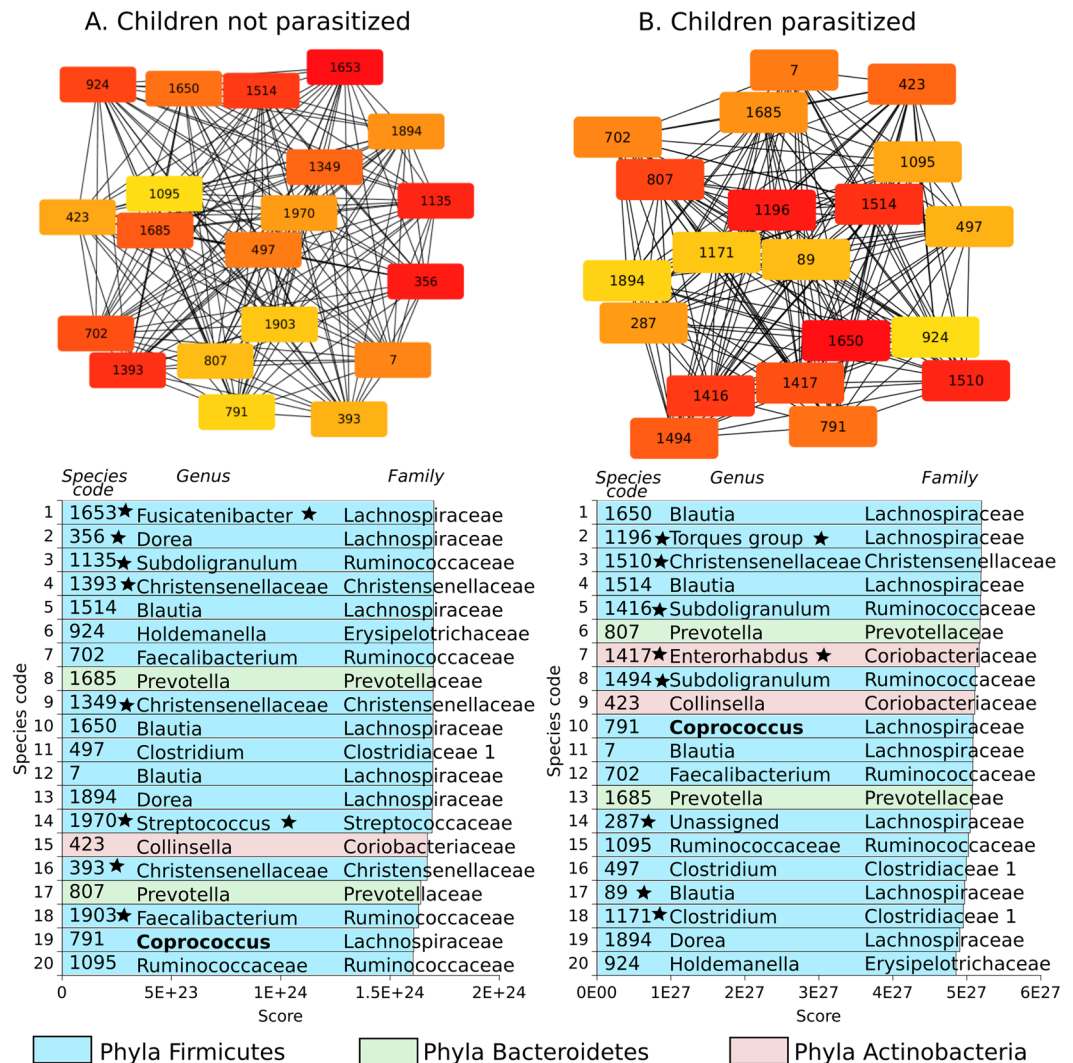 A. Children not parasitized
B. Children parasitized
1653
924
1650
1514
1894
1349
1095
1135
423
1970
1685
497
356
1903
702
807
7
1393
791
393
7
423
1685
702
1095
807
1514
1196
497
1171
89
1894
287
1650
924
1510
1417
1416
791
1494
Species code Genus Family
1 1653★ Fusicatenibacter ★ Lachnospiraceae
2 356 ★ Dorea Lachnospiraceae
3 1135★ Subdoligranulum Ruminococcaceae
4 1393★ Christensenellaceae Christensenellaceae
5 1514 Blautia Lachnospiraceae
6 924 Holdemanella Erysipelotrichaceae
7 702 Faecalibacterium Ruminococcaceae
8 1685 Prevotella Prevotellaceae
9 1349★ Christensenellaceae Christensenellaceae
10 1650 Blautia Lachnospiraceae
11 497 Clostridium Clostridiaceae 1
12 7 Blautia Lachnospiraceae
13 1894 Dorea Lachnospiraceae
14 1970★ Streptococcus ★ Streptococcaceae
15 423 Collinsella Coriobacteriaceae
16 393 ★ Christensenellaceae Christensenellaceae
17 807 Prevotella Prevotellaceae
18 1903★ Faecalibacterium Ruminococcaceae
19 791 Coprococcus Lachnospiraceae
20 1095 Ruminococcaceae Ruminococcaceae
Species code
0 5E+23 1E+24 1.5E+24 2E+24
Score
Species code Genus Family
1 1650 Blautia Lachnospiraceae
2 1196 ★Torques group ★ Lachnospiraceae
3 1510 ★Christensenellaceae Christensenellaceae
4 1514 Blautia Lachnospiraceae
5 1416★ Subdoligranulum Ruminococcaceae
6 807 Prevotella Prevotellaceae
7 1417★ Enterorhabdus ★ Coriobacteriaceae
8 1494★ Subdoligranulum Ruminococcaceae
9 423 Collinsella Coriobacteriaceae
10 791 Coprococcus Lachnospiraceae
11 7 Blautia Lachnospiraceae
12 702 Faecalibacterium Ruminococcaceae
13 1685 Prevotella Prevotellaceae
14 287★ Unassigned Lachnospiraceae
15 1095 Ruminococcaceae Ruminococcaceae
16 497 Clostridium Clostridiaceae 1
17 89 ★ Blautia Lachnospiraceae
18 1171★ Clostridium Clostridiaceae 1
19 1894 Dorea Lachnospiraceae
20 924 Holdemanella Erysipelotrichaceae
Species code
0E00 1E27 2E27 3E27 4E27 5E27 6E27
Score
Phyla Firmicutes
Phyla Bacteroidetes
Phyla Actinobacteria